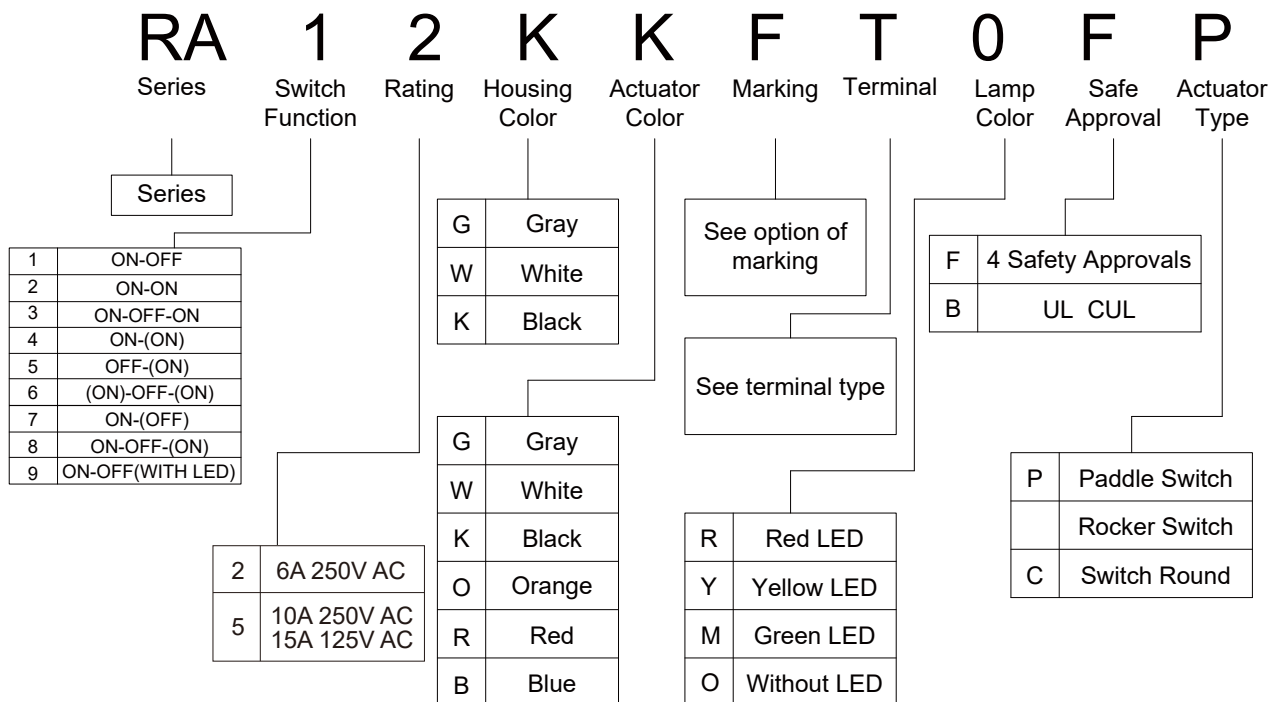 RA 1 2 K K F T 0 F P
Series Switch Function Rating Housing Color Actuator Color Marking Terminal Lamp Color Safe Approval Actuator Type
Series
1 ON-OFF
2 ON-ON
3 ON-OFF-ON
4 ON-(ON)
5 OFF-(ON)
6 (ON)-OFF-(ON)
7 ON-(OFF)
8 ON-OFF-(ON)
9 ON-OFF(WITH LED)
2 6A 250V AC
5 10A 250V AC
15A 125V AC
G Gray
W White
K Black
G Gray
W White
K Black
O Orange
R Red
B Blue
See option of
marking
See terminal type
R Red LED
Y Yellow LED
M Green LED
O Without LED
F 4 Safety Approvals
B UL CUL
P Paddle Switch
Rocker Switch
C Switch Round